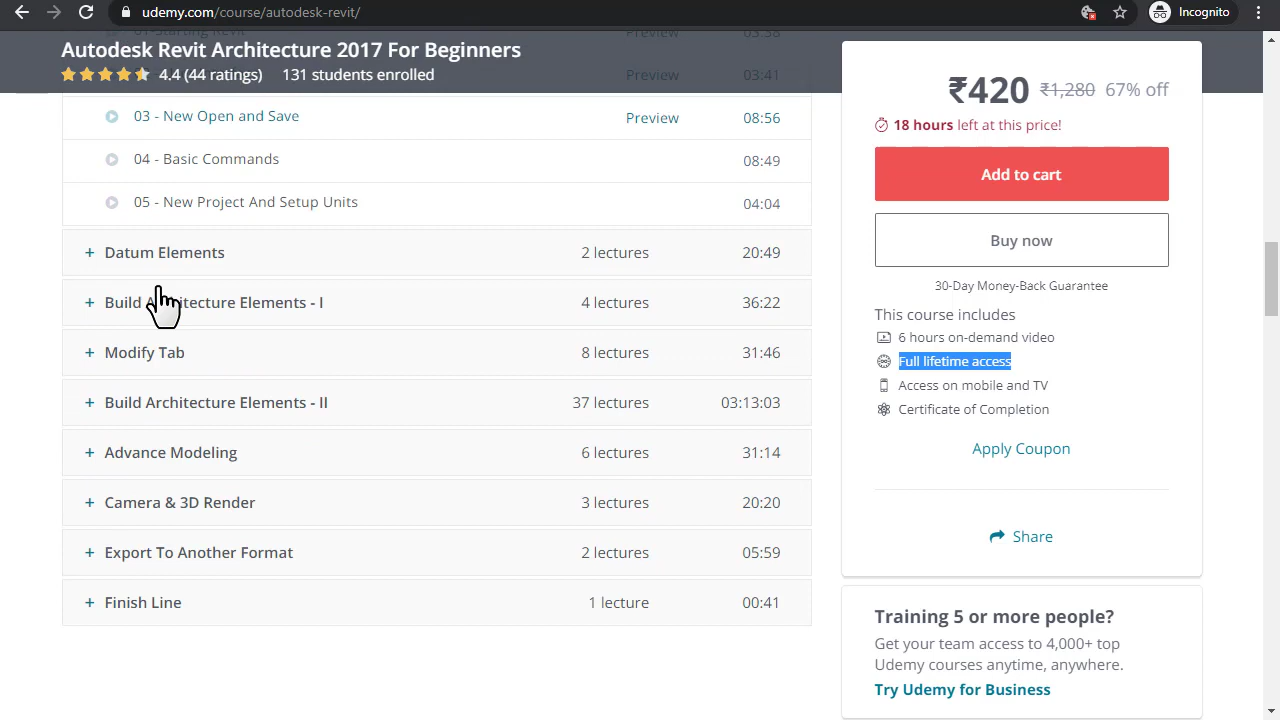 udemy.com/course/autodesk-revit/
Incognito
01-Starting Revit Preview 03:38
Autodesk Revit Architecture 2017 For Beginners
4.4 (44 ratings) 131 students enrolled
Preview 03:41
03 - New Open and Save Preview 08:56
04 - Basic Commands 08:49
05 - New Project And Setup Units 04:04
+ Datum Elements 2 lectures 20:49
+ Build Architecture Elements - I 4 lectures 36:22
+ Modify Tab 8 lectures 31:46
+ Build Architecture Elements - II 37 lectures 03:13:03
+ Advance Modeling 6 lectures 31:14
+ Camera & 3D Render 3 lectures 20:20
+ Export To Another Format 2 lectures 05:59
+ Finish Line 1 lecture 00:41
₹420 ₹1,280 67% off
18 hours left at this price!
Add to cart
Buy now
30-Day Money-Back Guarantee
This course includes
6 hours on-demand video
Full lifetime access
Access on mobile and TV
Certificate of Completion
Apply Coupon
Share
Training 5 or more people?
Get your team access to 4,000+ top
Udemy courses anytime, anywhere.
Try Udemy for Business